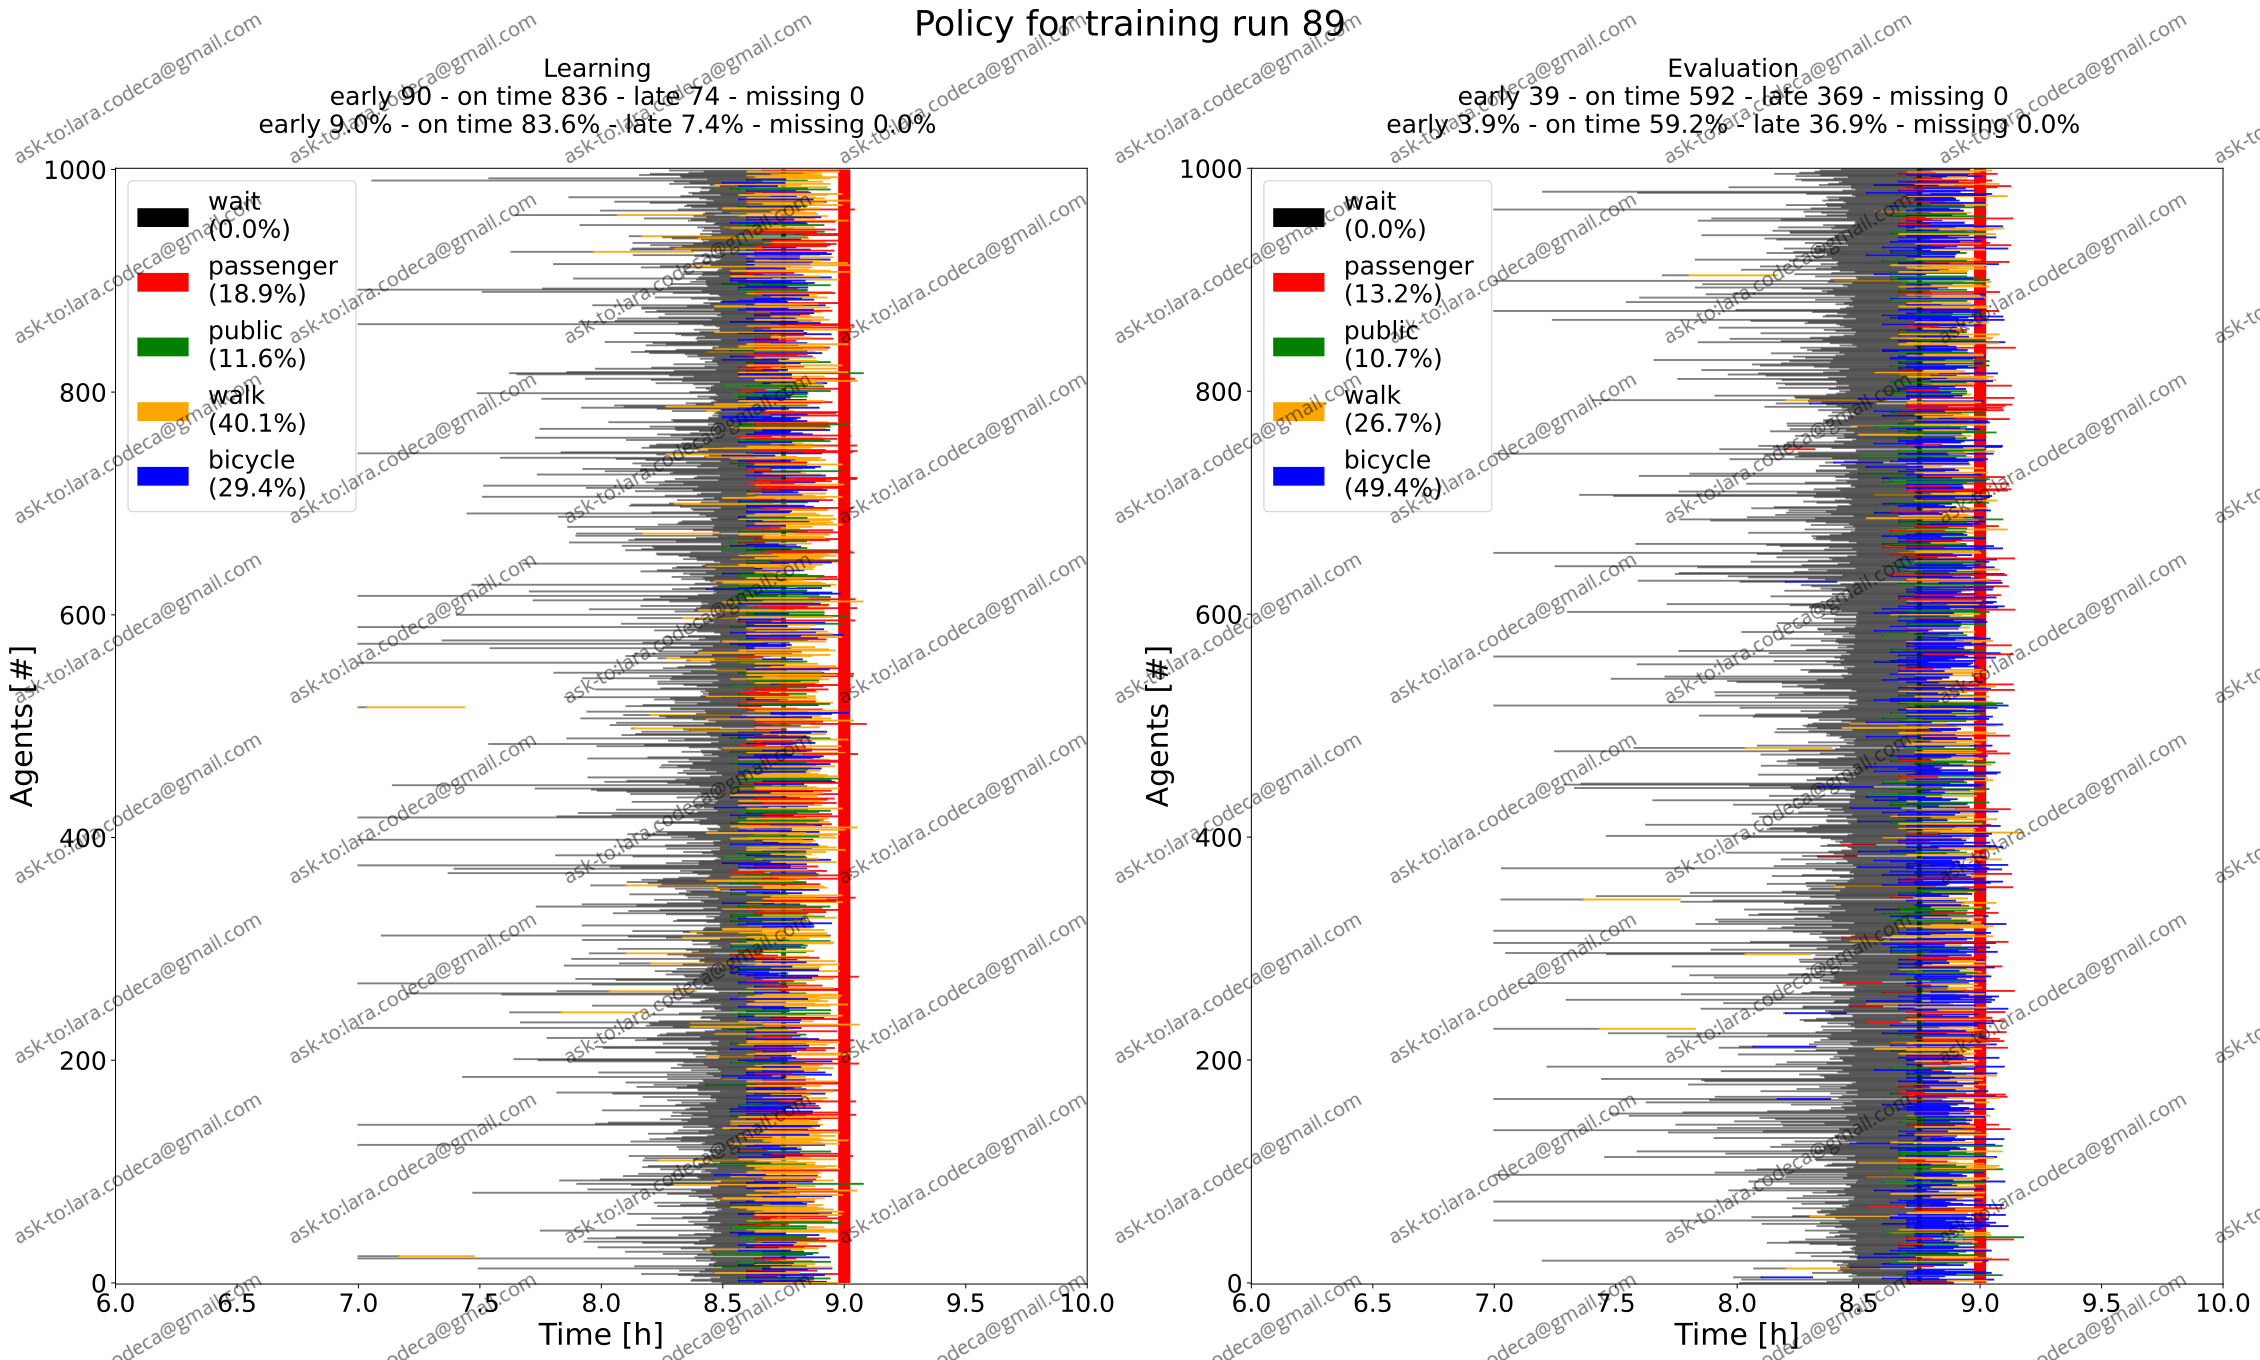 Policy for training run 89
Learning
early 90 - on time 836 - late 74 - missing 0
early 9.0% - on time 83.6% - late 7.4% - missing 0.0%
1000
800
600
400
200
0
Agents [#]
wait
(0.0%)
passenger
(18.9%)
public
(11.6%)
walk
(40.1%)
bicycle
(29.4%)
6.0 6.5 7.0 7.5 8.0 8.5 9.0 9.5 10.0
Time [h]
Evaluation
early 39 - on time 592 - late 369 - missing 0
early 3.9% - on time 59.2% - late 36.9% - missing 0.0%
1000
800
600
400
200
0
Agents [#]
wait
(0.0%)
passenger
(13.2%)
public
(10.7%)
walk
(26.7%)
bicycle
(49.4%)
6.0 6.5 7.0 7.5 8.0 8.5 9.0 9.5 10.0
Time [h]
ask-to:lara.codeca@gmail.com